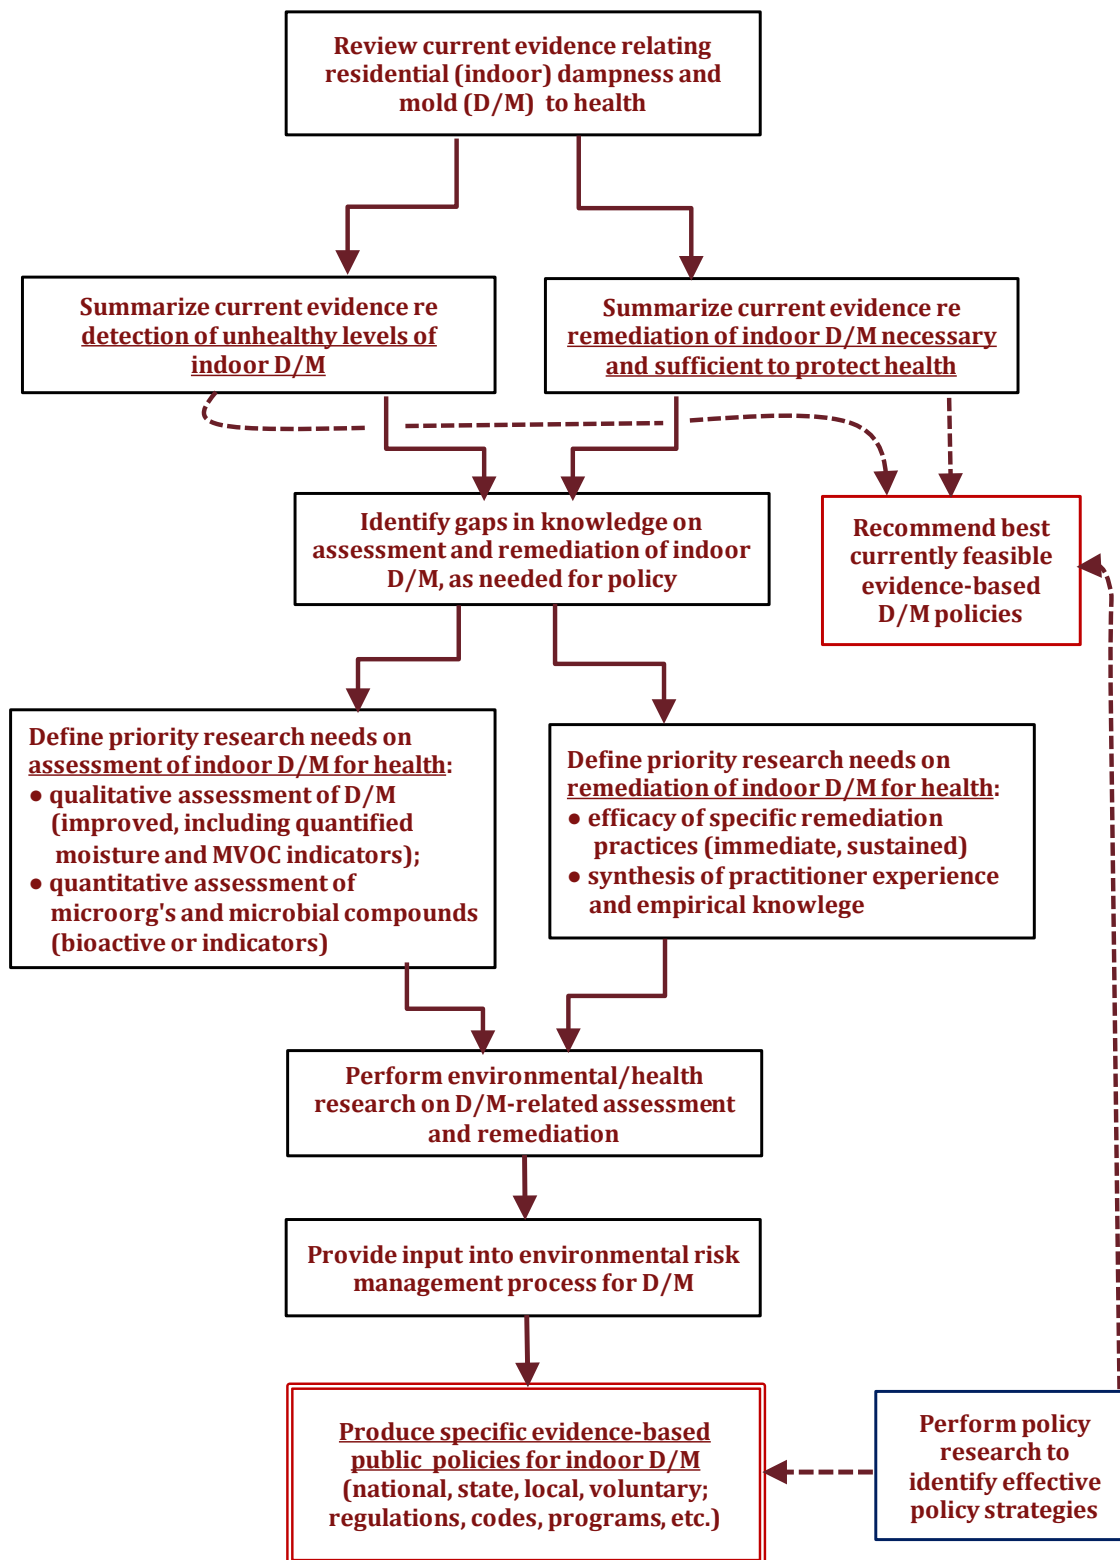 Review current evidence relating
residential (indoor) dampness and
mold (D/M) to health
Summarize current evidence re
detection of unhealthy levels of
indoor D/M
Summarize current evidence re
remediation of indoor D/M necessary
and sufficient to protect health
Identify gaps in knowledge on
assessment and remediation of indoor
D/M, as needed for policy
Recommend best
currently feasible
evidence-based
D/M policies
Define priority research needs on
assessment of indoor D/M for health:
● qualitative assessment of D/M
(improved, including quantified
moisture and MVOC indicators);
● quantitative assessment of
microorg's and microbial compounds
(bioactive or indicators)
Define priority research needs on
remediation of indoor D/M for health:
● efficacy of specific remediation
practices (immediate, sustained)
● synthesis of practitioner experience
and empirical knowlege
Perform environmental/health
research on D/M-related assessment
and remediation
Provide input into environmental risk
management process for D/M
Produce specific evidence-based
public policies for indoor D/M
(national, state, local, voluntary;
regulations, codes, programs, etc.)
Perform policy
research to
identify effective
policy strategies